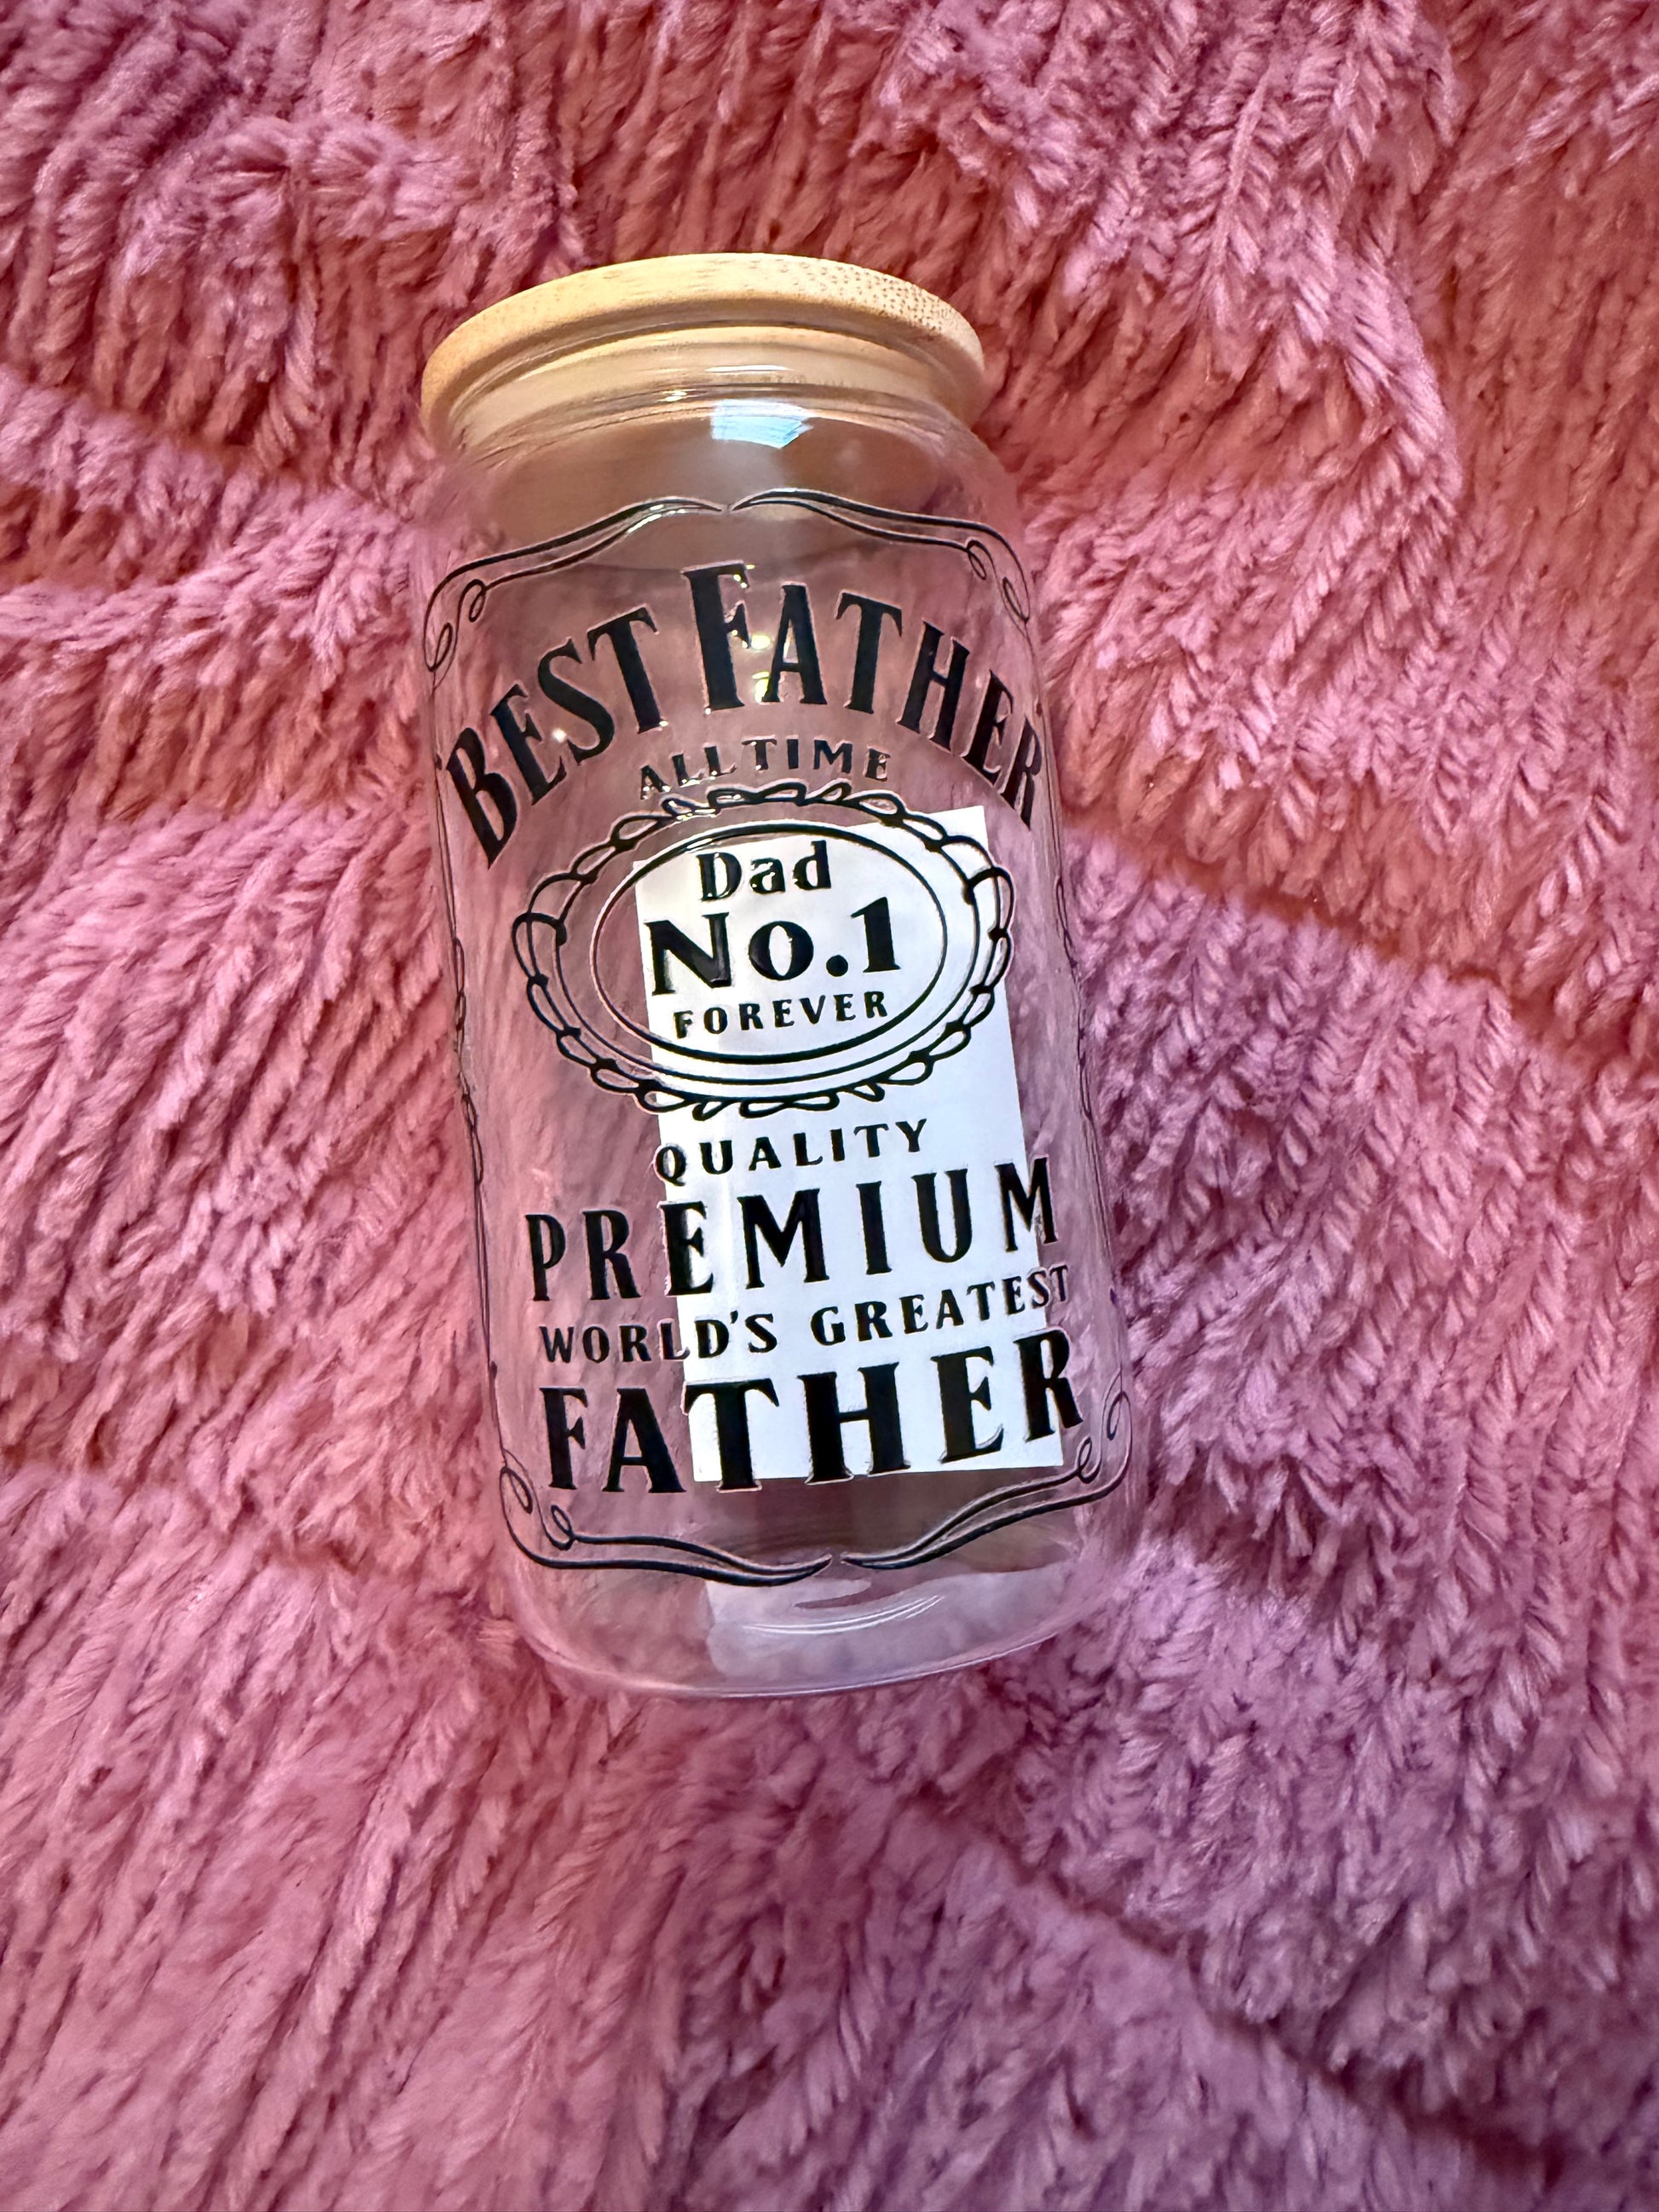 BEST FATHER
ALL TIME
Dad
No.1
FOREVER
QUALITY
PREMIUM
WORLD'S GREATEST
FATHER